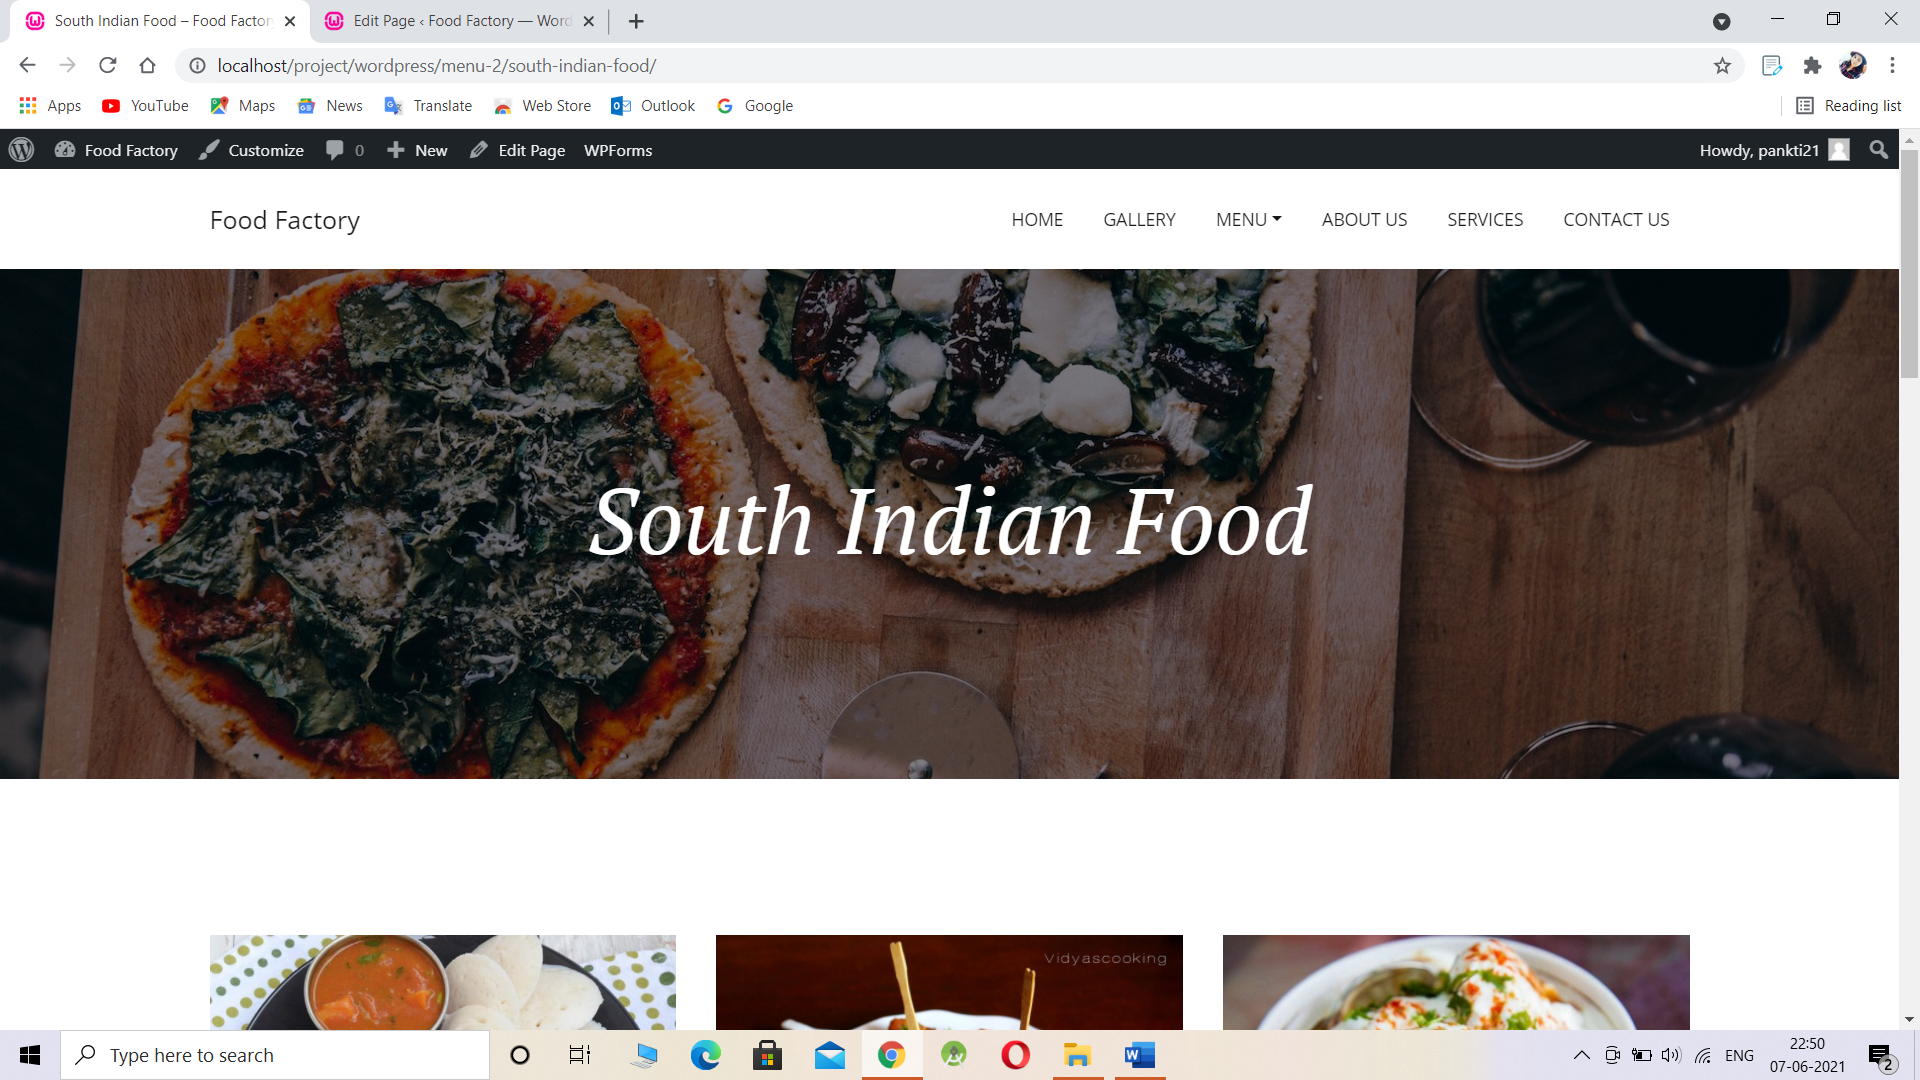 South Indian Food – Food Factor
Edit Page ‹ Food Factory — Word
localhost/project/wordpress/menu-2/south-indian-food/
Apps YouTube Maps News Translate Web Store Outlook Google Reading list
Food Factory Customize 0 New Edit Page WPForms Howdy, pankti21
Food Factory HOME GALLERY MENU ABOUT US SERVICES CONTACT US
South Indian Food
Vidyascooking
Type here to search
ENG
22:50
07-06-2021
2